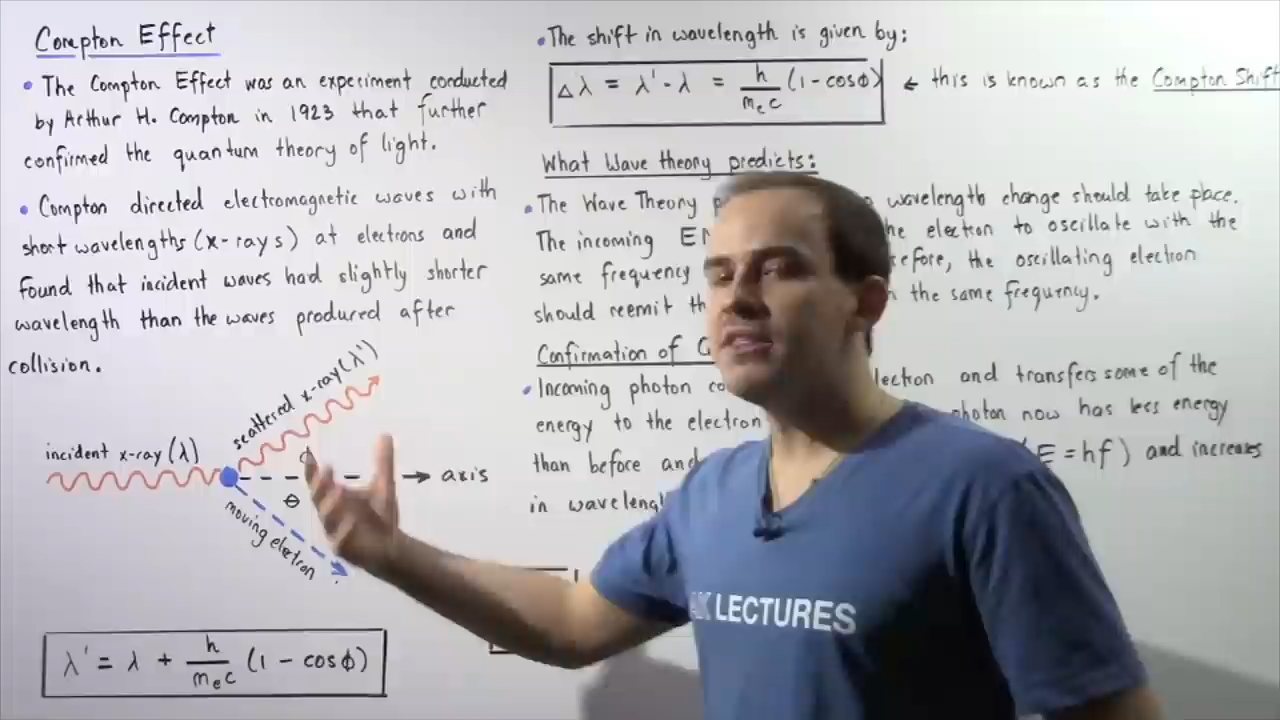 Compton Effect
• The Compton Effect was an experiment conducted
by Arthur H. Compton in 1923 that further
confirmed the quantum theory of light.
• Compton directed electromagnetic waves with
short wavelengths (x-rays) at electrons and
found that incident waves had slightly shorter
wavelength than the waves produced after
collision.
incident x-ray (λ)
scattered x-ray (λ')
axis
θ
moving electron
λ' = λ + h/mₑc (1 - cosϕ)
• The shift in wavelength is given by:
Δλ = λ' - λ = h/mₑc (1 - cosϕ) ← this is known as the Compton Shift
What Wave theory predicts:
• The Wave Theory wavelength change should take place.
The incoming the electron to oscillate with the
same frequency the oscillating electron
should reemit the same frequency.
Confirmation of
• Incoming photon and transfers some of the
energy to the electron photon now has less energy
than before and (E = hf) and increases
in
LECTURES